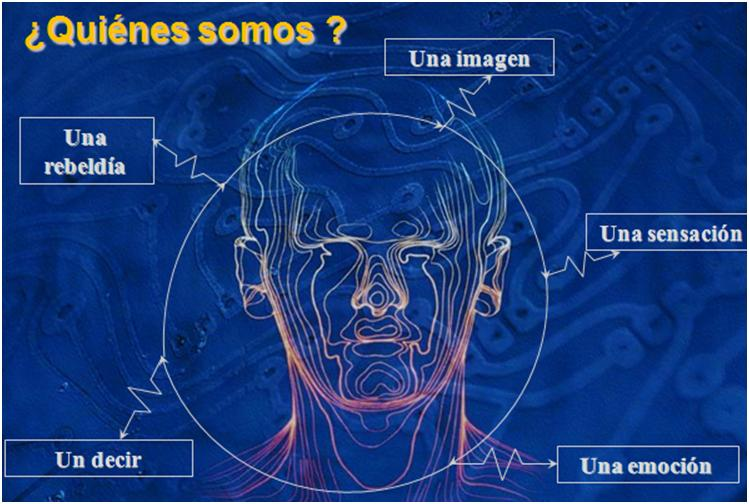 ¿Quiénes somos ?
Una imagen
Una
rebeldía
Una sensación
Un decir
Una emoción